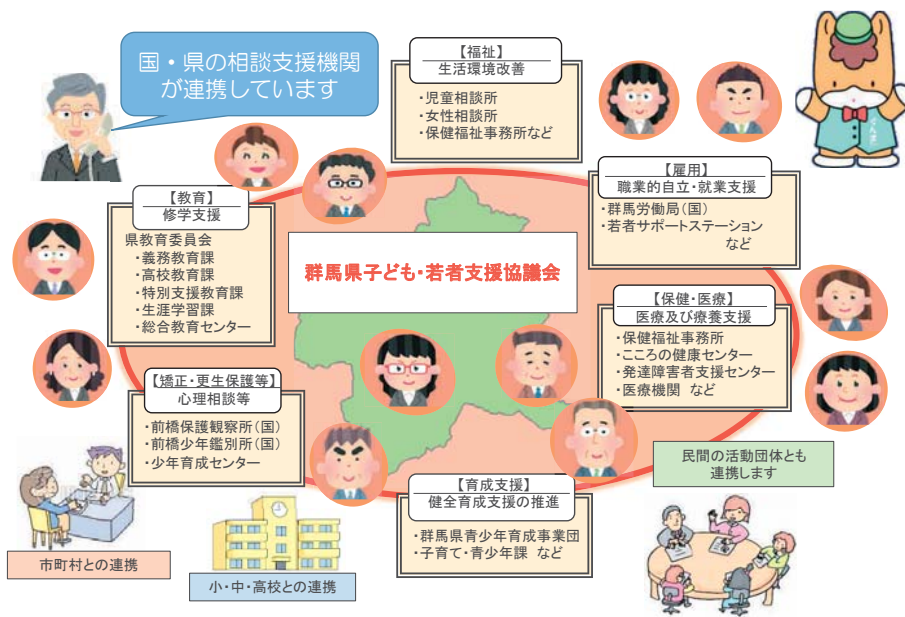 国・県の相談支援機関
が連携しています
【福祉】
生活環境改善
・児童相談所
・女性相談所
・保健福祉事務所など
ぐんま
【教育】
修学支援
県教育委員会
・義務教育課
・高校教育課
・特別支援教育課
・生涯学習課
・総合教育センター
【雇用】
職業的自立・就業支援
・群馬労働局(国)
・若者サポートステーション
など
群馬県子ども・若者支援協議会
【保健・医療】
医療及び療養支援
・保健福祉事務所
・こころの健康センター
・発達障害者支援センター
・医療機関 など
【矯正・更生保護等】
心理相談等
・前橋保護観察所(国)
・前橋少年鑑別所(国)
・少年育成センター
【育成支援】
健全育成支援の推進
・群馬県青少年育成事業団
・子育て・青少年課 など
民間の活動団体とも
連携します
市町村との連携
小・中・高校との連携